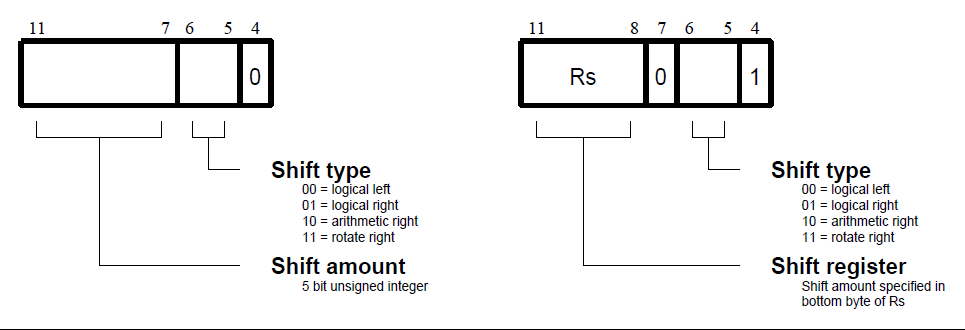 11 7 6 5 4
0
Shift type
00 = logical left
01 = logical right
10 = arithmetic right
11 = rotate right
Shift amount
5 bit unsigned integer
11 8 7 6 5 4
Rs 0 1
Shift type
00 = logical left
01 = logical right
10 = arithmetic right
11 = rotate right
Shift register
Shift amount specified in
bottom byte of Rs